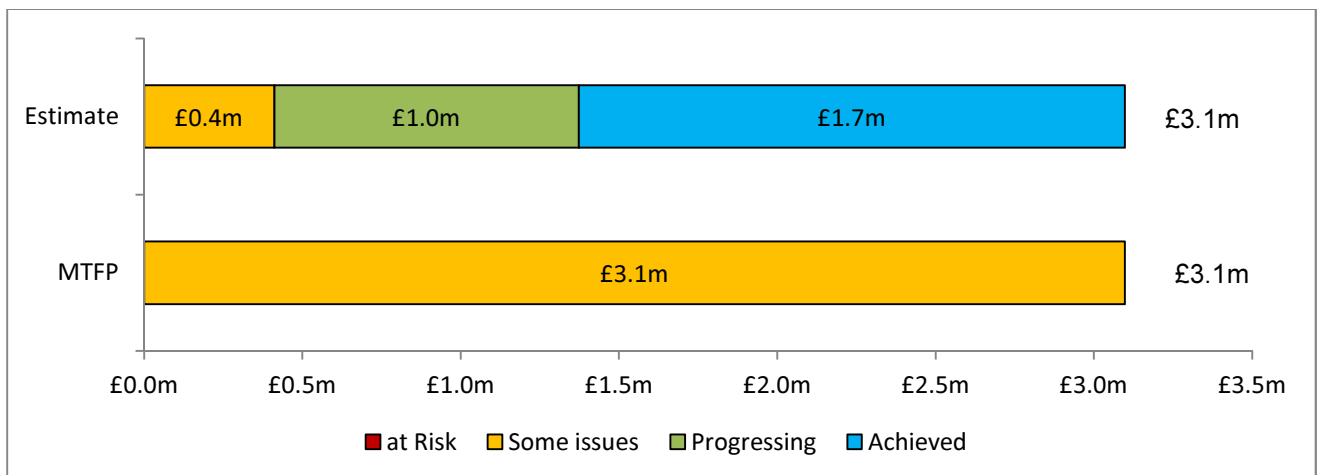 Estimate £0.4m £1.0m £1.7m £3.1m
MTFP £3.1m £3.1m
£0.0m £0.5m £1.0m £1.5m £2.0m £2.5m £3.0m £3.5m
at Risk Some issues Progressing Achieved